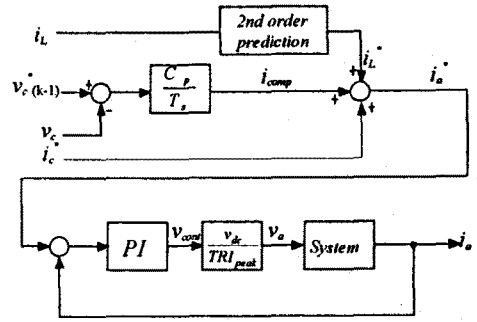 i_L
2nd order
prediction
i_L^*
v_c^*(k-1)
+
-
C_p
T_s
i_comp
+
+
+
i_a^*
v_c
i_c^*
PI
v_cont
v_dc
TRI_peak
v_a
System
i_a